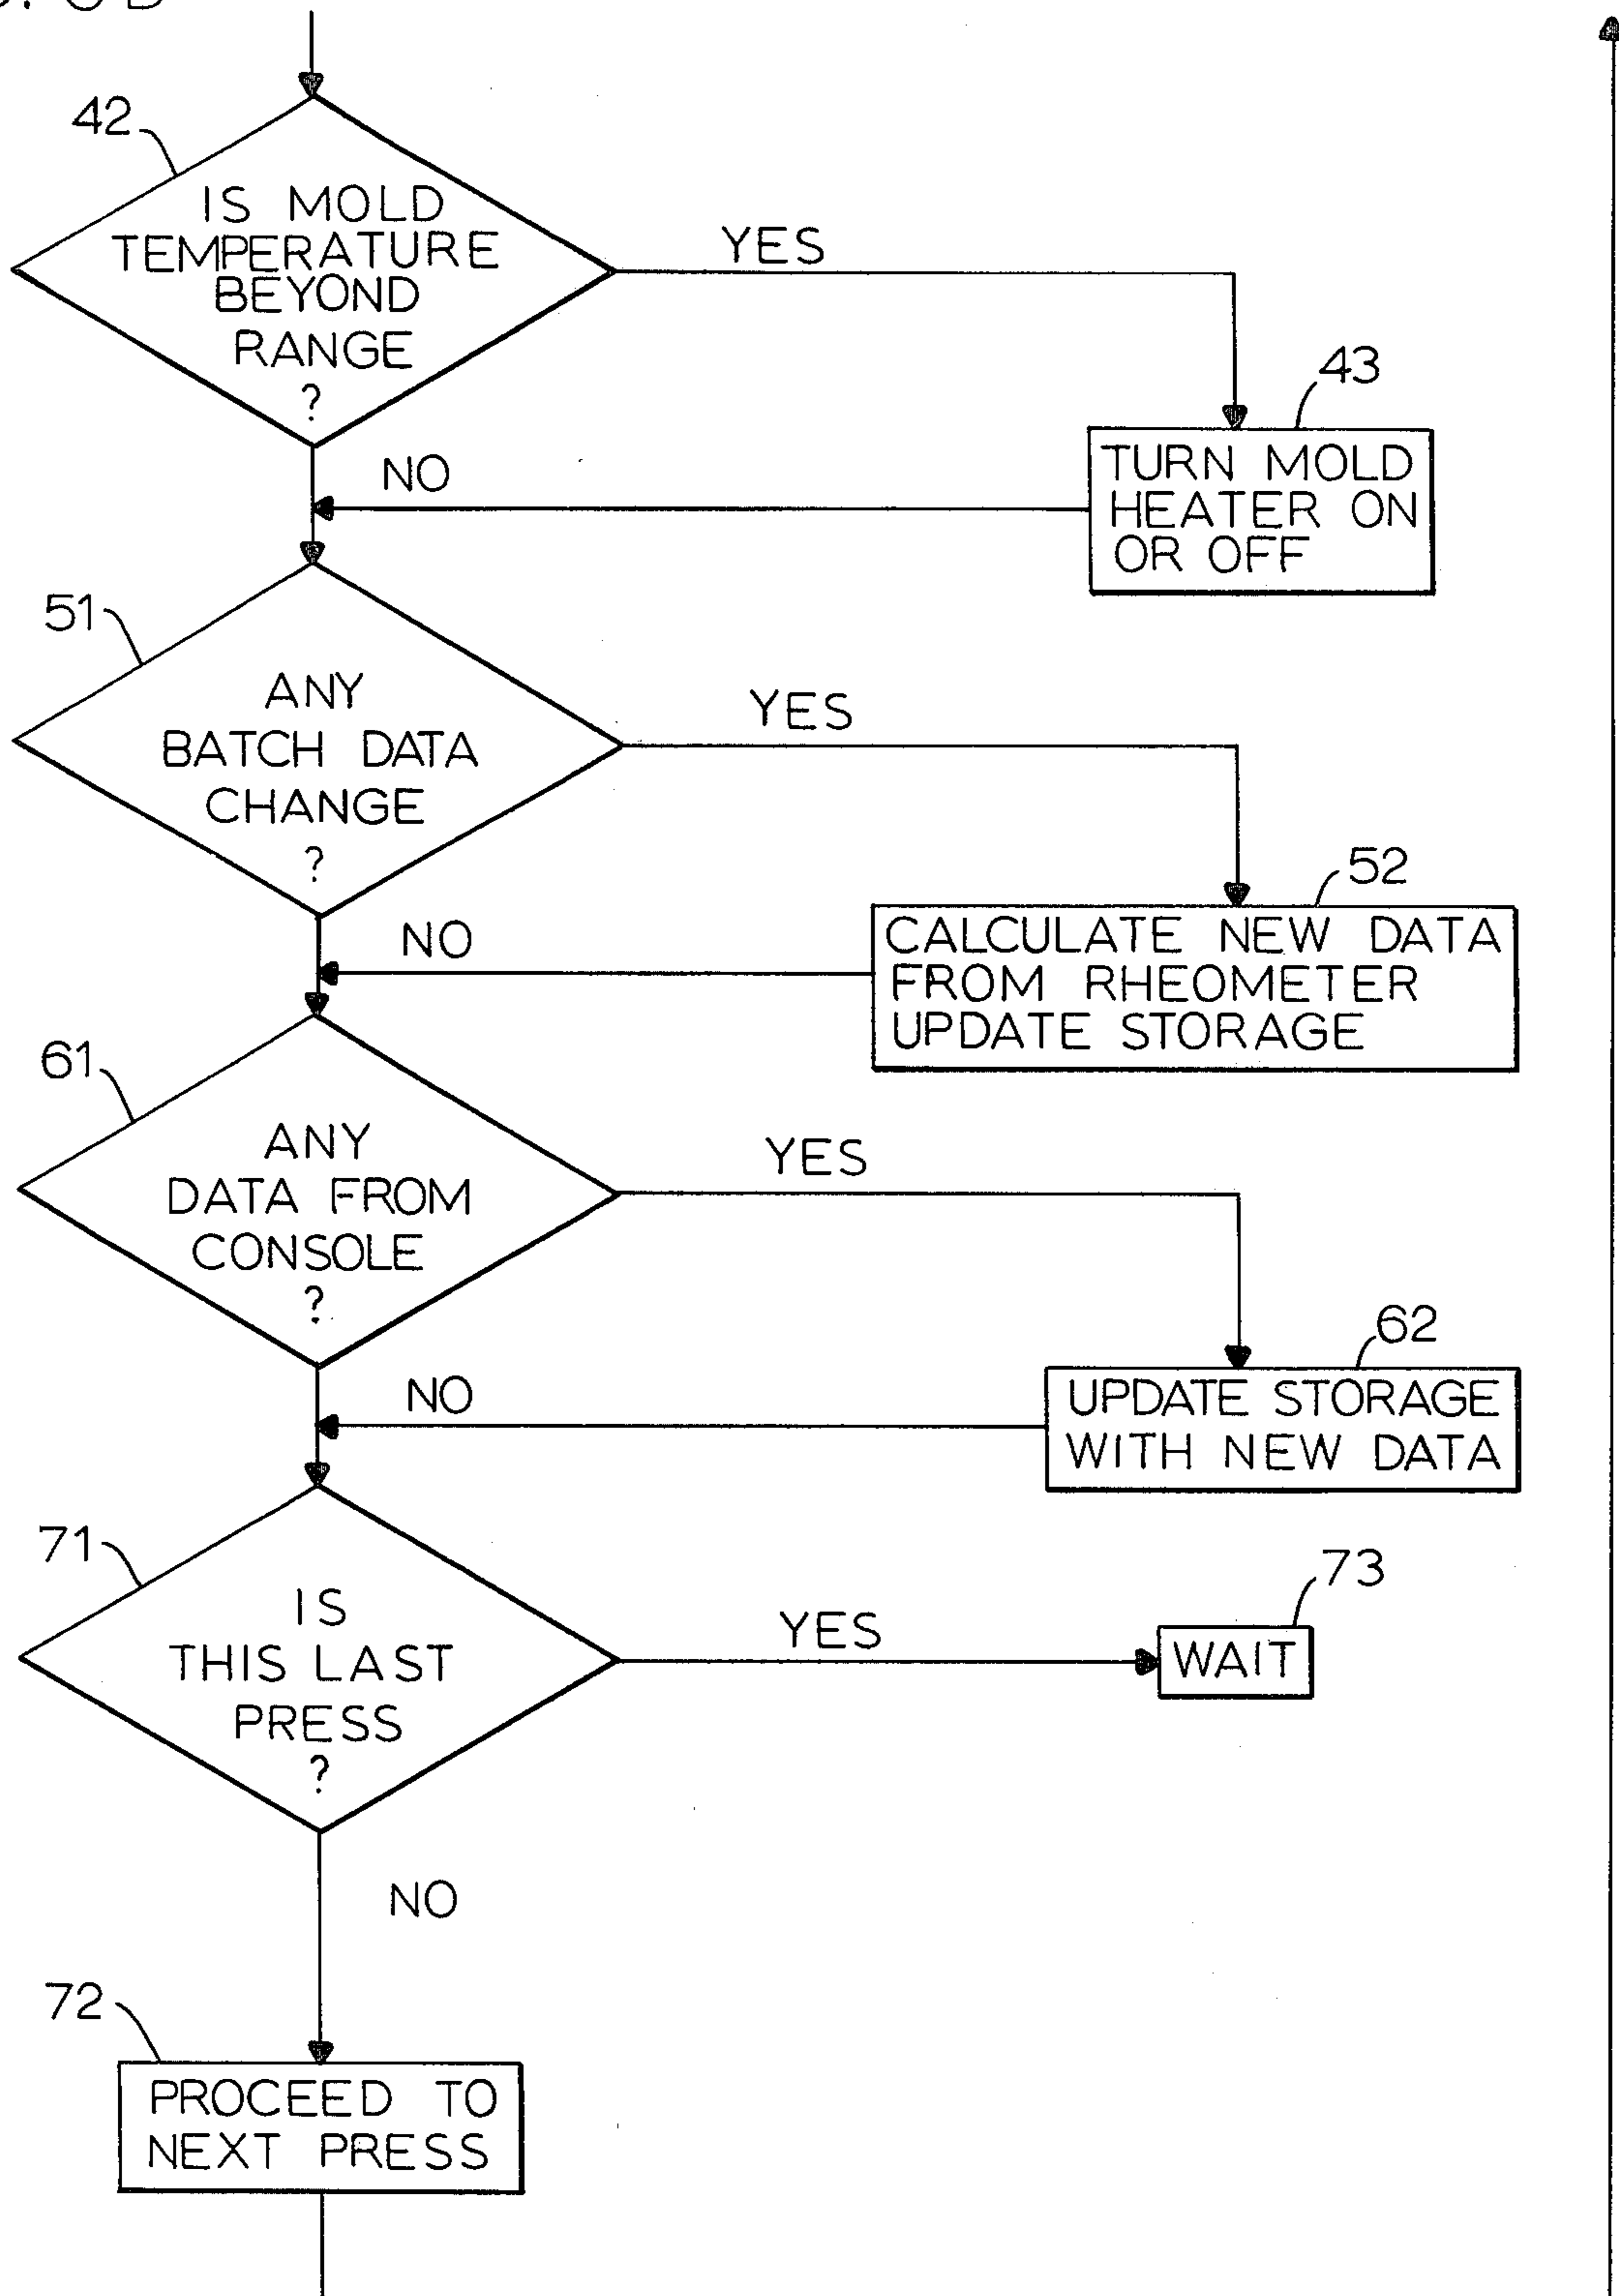 42
IS MOLD
TEMPERATURE
BEYOND
RANGE
?
YES
43
TURN MOLD
HEATER ON
OR OFF
NO
51
ANY
BATCH DATA
CHANGE
?
YES
52
CALCULATE NEW DATA
FROM RHEOMETER
UPDATE STORAGE
NO
61
ANY
DATA FROM
CONSOLE
?
YES
62
UPDATE STORAGE
WITH NEW DATA
NO
71
IS
THIS LAST
PRESS
?
YES
73
WAIT
NO
72
PROCEED TO
NEXT PRESS